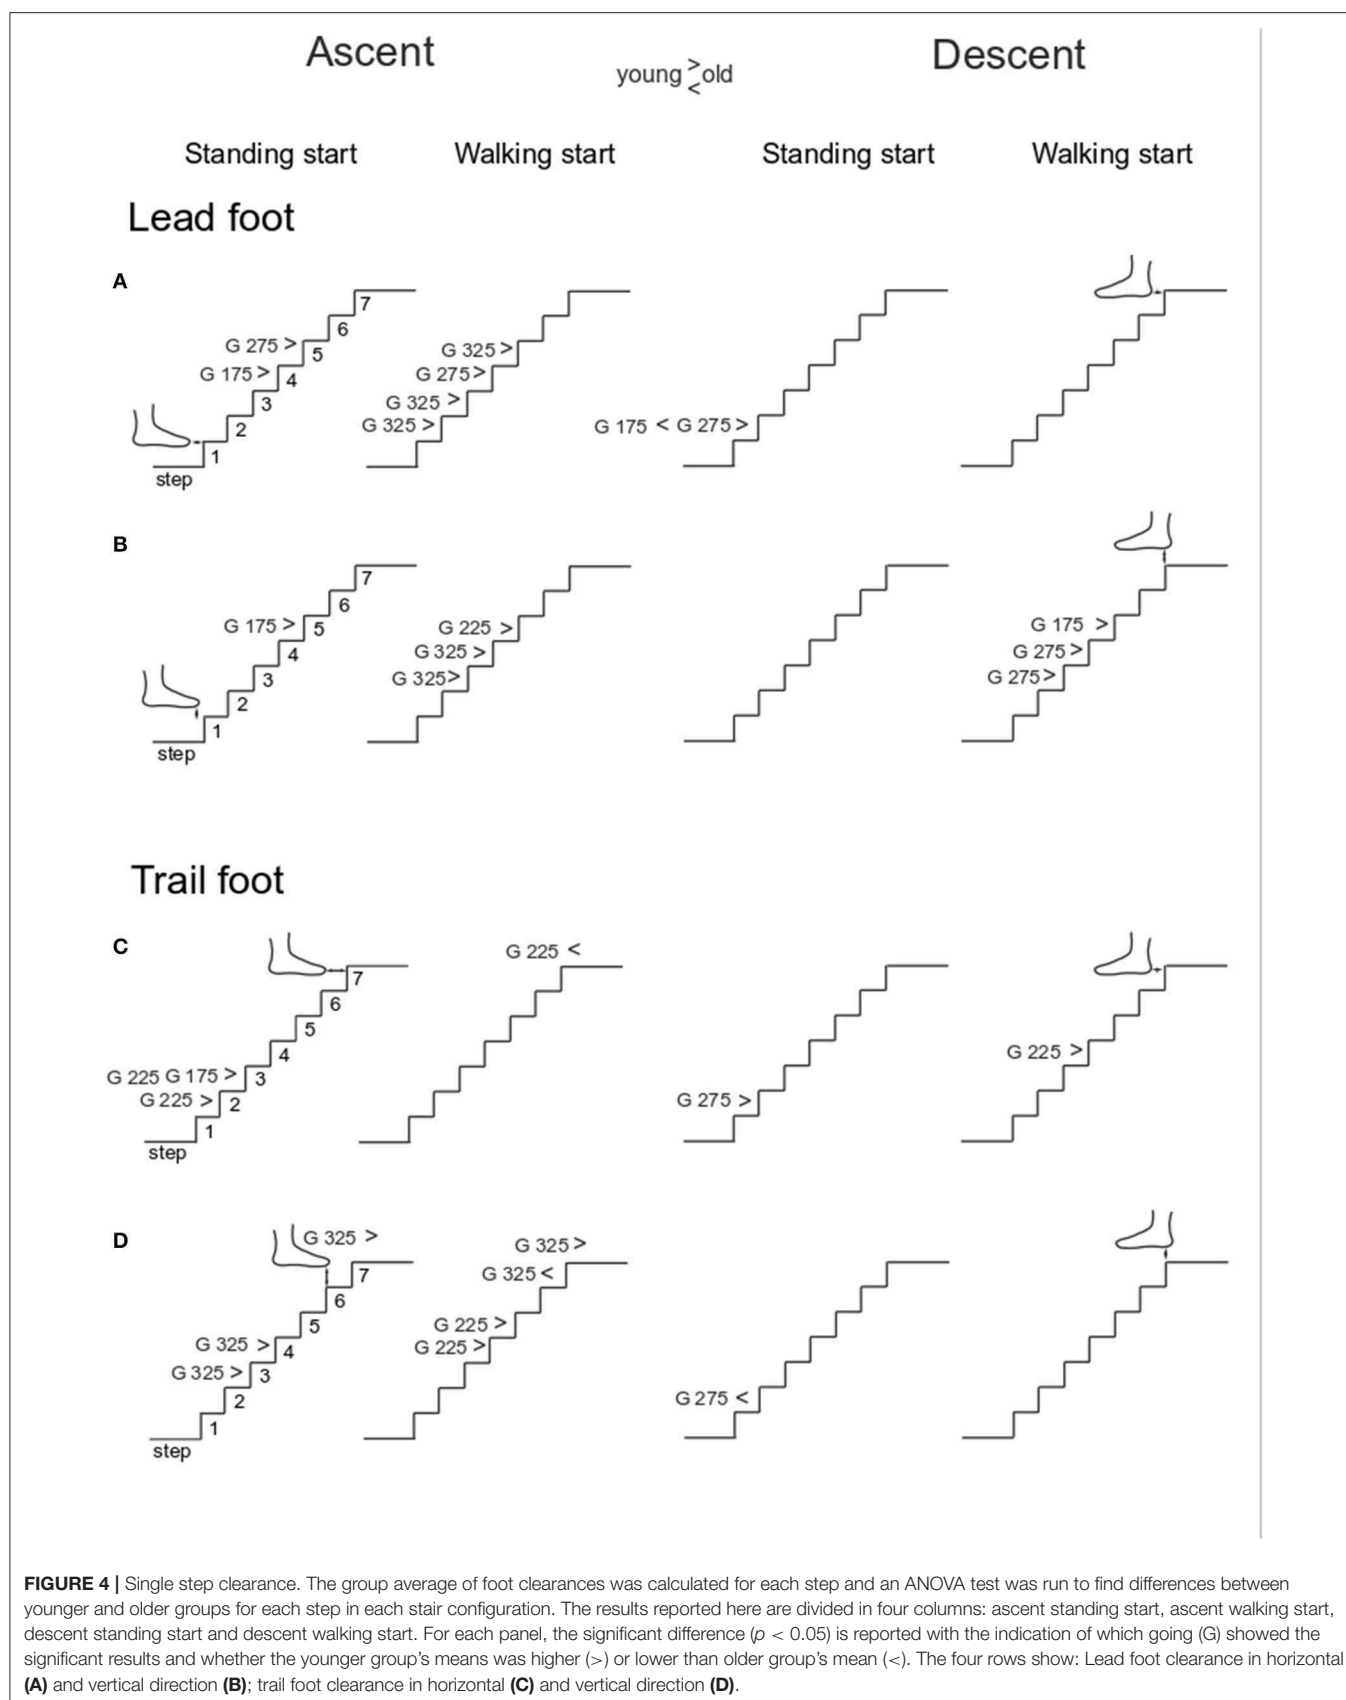 Ascent
Descent
young > < old
Standing start
Walking start
Standing start
Walking start
Lead foot
A
7
6
G 275 > 5
G 175 > 4
3
2
1
step
G 325 >
G 275 >
G 325 >
G 325 >
G 175 < G 275 >
B
7
6
G 175 > 5
4
3
2
1
step
G 225 >
G 325 >
G 325 >
G 175 >
G 275 >
G 275 >
Trail foot
C
7
6
5
4
G 225 G 175 > 3
G 225 > 2
1
step
G 225 <
G 275 >
G 225 >
D
G 325 >
7
6
5
G 325 > 4
G 325 > 3
2
1
step
G 325 >
G 325 <
G 225 >
G 225 >
G 275 <
FIGURE 4 | Single step clearance. The group average of foot clearances was calculated for each step and an ANOVA test was run to find differences between
younger and older groups for each step in each stair configuration. The results reported here are divided in four columns: ascent standing start, ascent walking start,
descent standing start and descent walking start. For each panel, the significant difference (p < 0.05) is reported with the indication of which going (G) showed the
significant results and whether the younger group's means was higher (>) or lower than older group's mean (<). The four rows show: Lead foot clearance in horizontal
(A) and vertical direction (B); trail foot clearance in horizontal (C) and vertical direction (D).